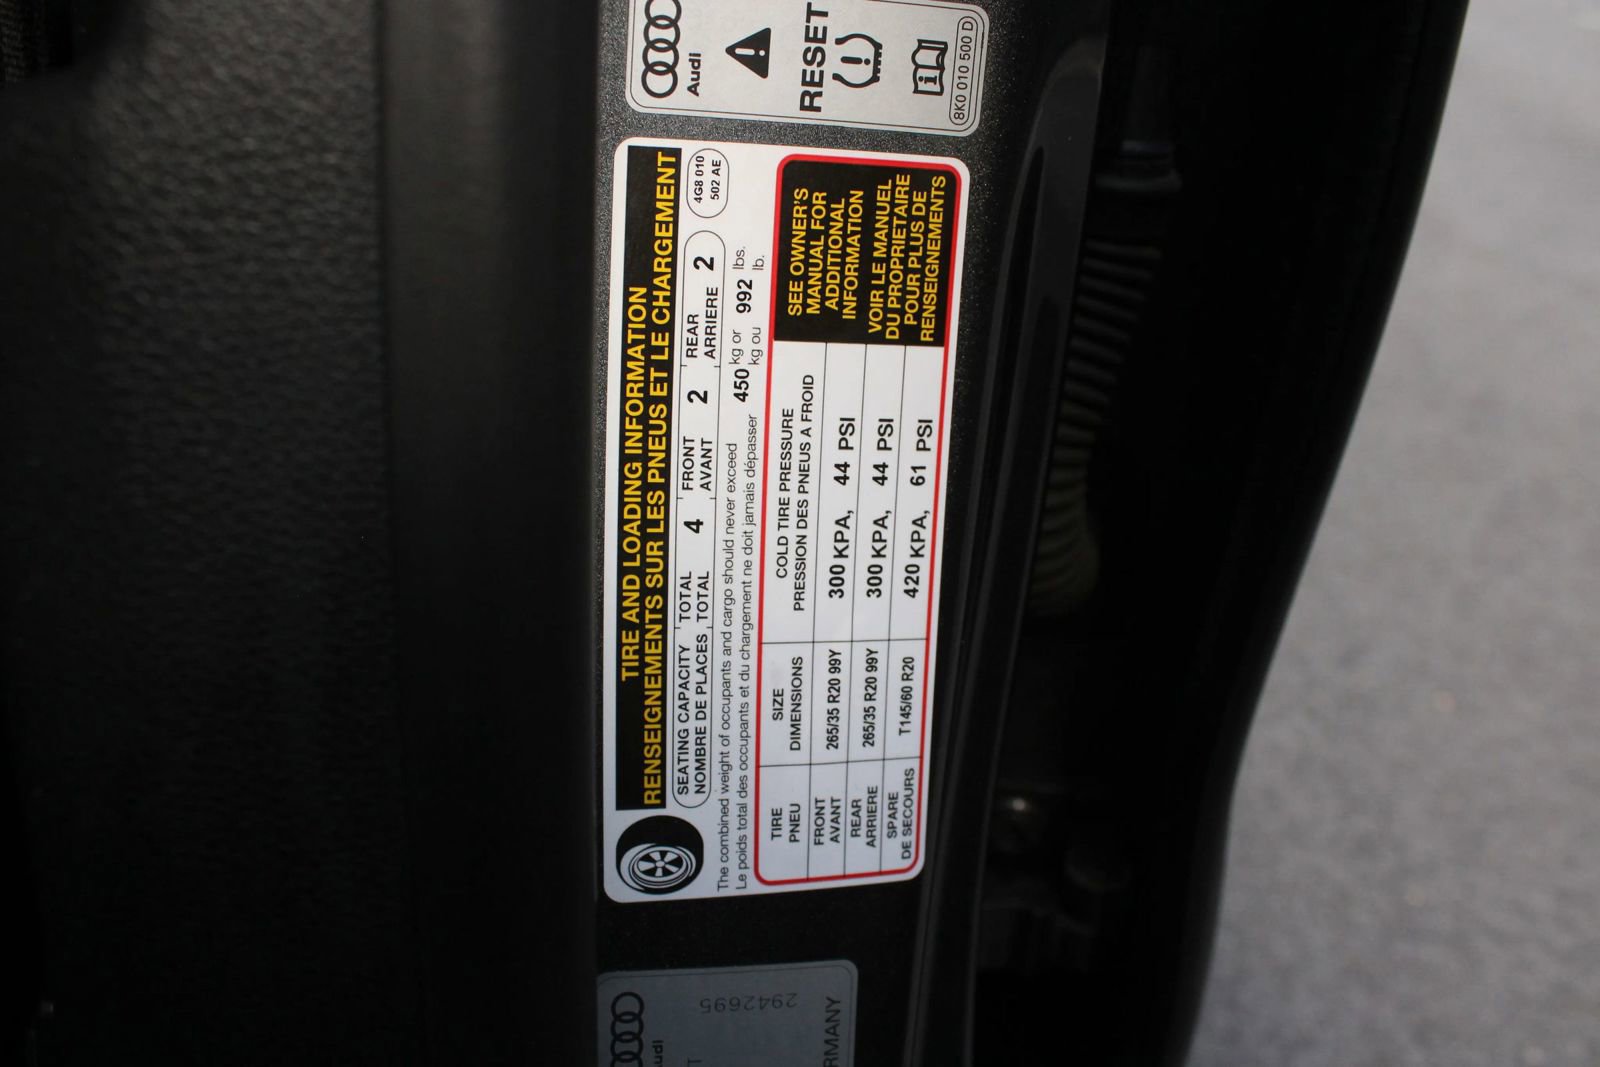 Audi
RESET
8K0 010 500 D
TIRE AND LOADING INFORMATION
RENSEIGNEMENTS SUR LES PNEUS ET LE CHARGEMENT
4G8 010
502 AE
SEATING CAPACITY TOTAL 4 FRONT 2 REAR 2
NOMBRE DE PLACES TOTAL AVANT ARRIERE
The combined weight of occupants and cargo should never exceed 450 kg or 992 lbs.
Le poids total des occupants et du chargement ne doit jamais dépasser kg ou lb.
TIRE SIZE COLD TIRE PRESSURE
PNEU DIMENSIONS PRESSION DES PNEUS A FROID
FRONT
AVANT 265/35 R20 99Y 300 KPA, 44 PSI
REAR
ARRIERE 265/35 R20 99Y 300 KPA, 44 PSI
SPARE
DE SECOURS T145/60 R20 420 KPA, 61 PSI
SEE OWNER'S
MANUAL FOR
ADDITIONAL
INFORMATION
VOIR LE MANUEL
DU PROPRIETAIRE
POUR PLUS DE
RENSEIGNEMENTS
2942695